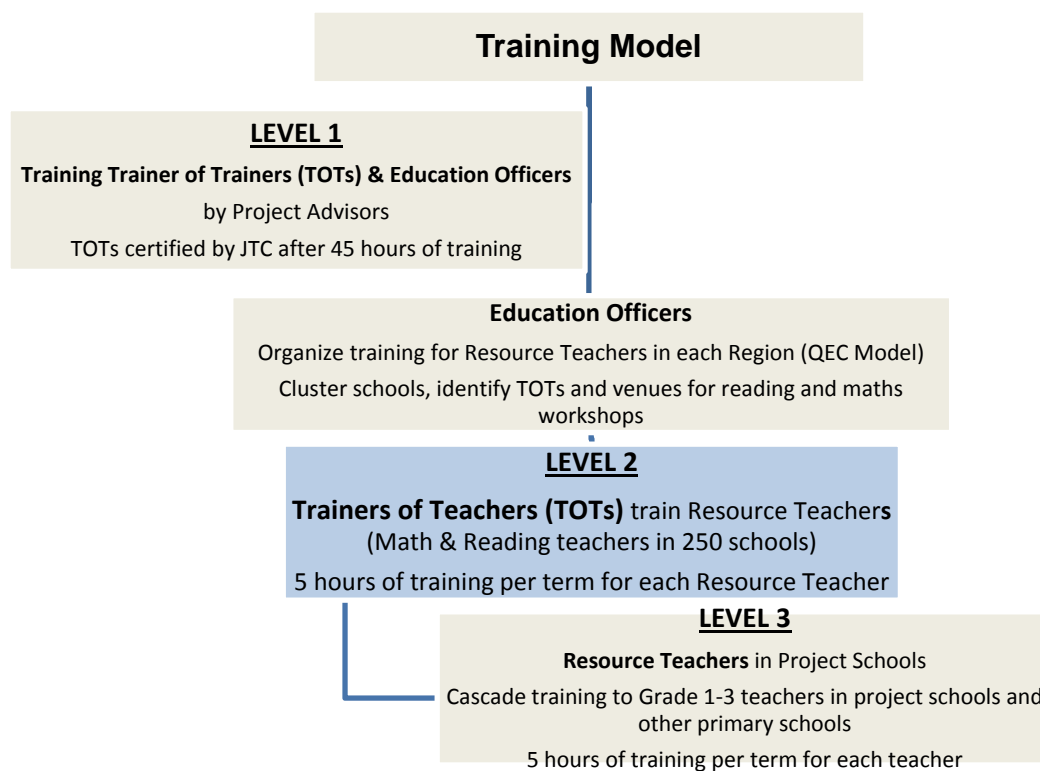 Training Model
LEVEL 1
Training Trainer of Trainers (TOTs) & Education Officers
by Project Advisors
TOTs certified by JTC after 45 hours of training
Education Officers
Organize training for Resource Teachers in each Region (QEC Model)
Cluster schools, identify TOTs and venues for reading and maths
workshops
LEVEL 2
Trainers of Teachers (TOTs) train Resource Teachers
(Math & Reading teachers in 250 schools)
5 hours of training per term for each Resource Teacher
LEVEL 3
Resource Teachers in Project Schools
Cascade training to Grade 1-3 teachers in project schools and
other primary schools
5 hours of training per term for each teacher